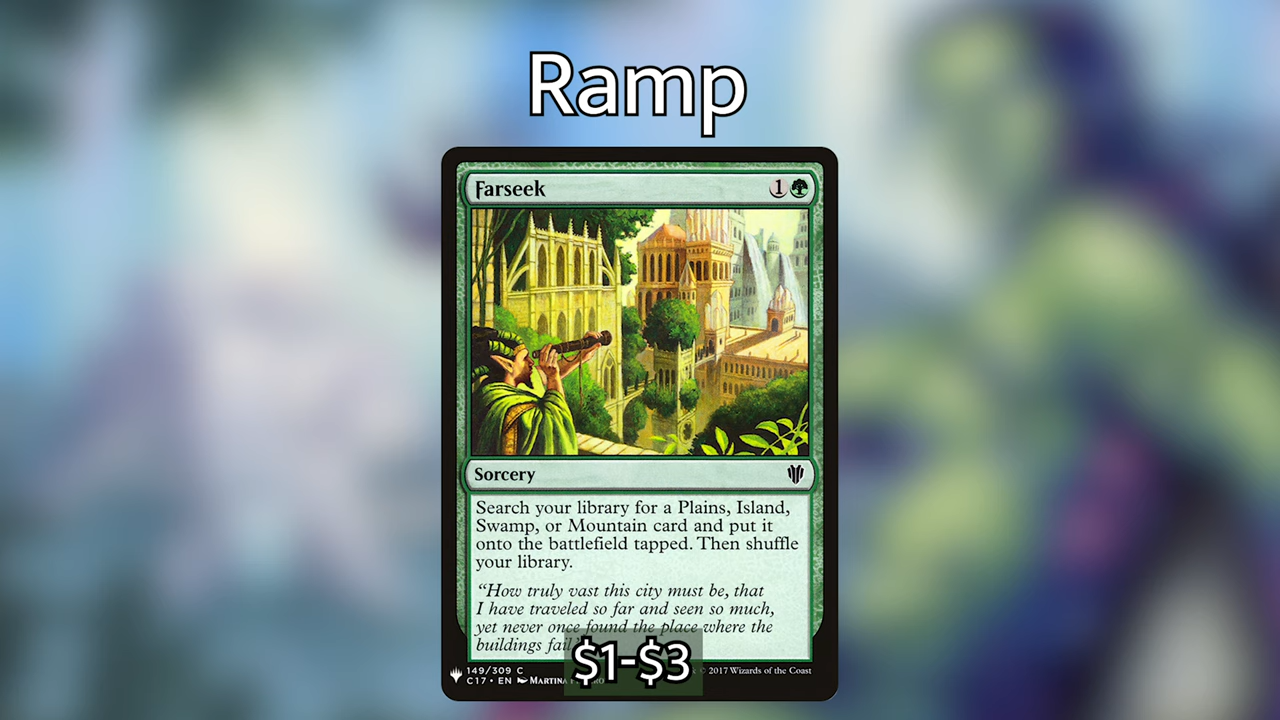 Ramp
Farseek 1
Sorcery
Search your library for a Plains, Island,
Swamp, or Mountain card and put it
onto the battlefield tapped. Then shuffle
your library.
“How truly vast this city must be, that
I have traveled so far and seen so much,
yet never once found the place where the
buildings fail.
$1-$3
149/309 C
C17 • EN
© 2017 Wizards of the Coast